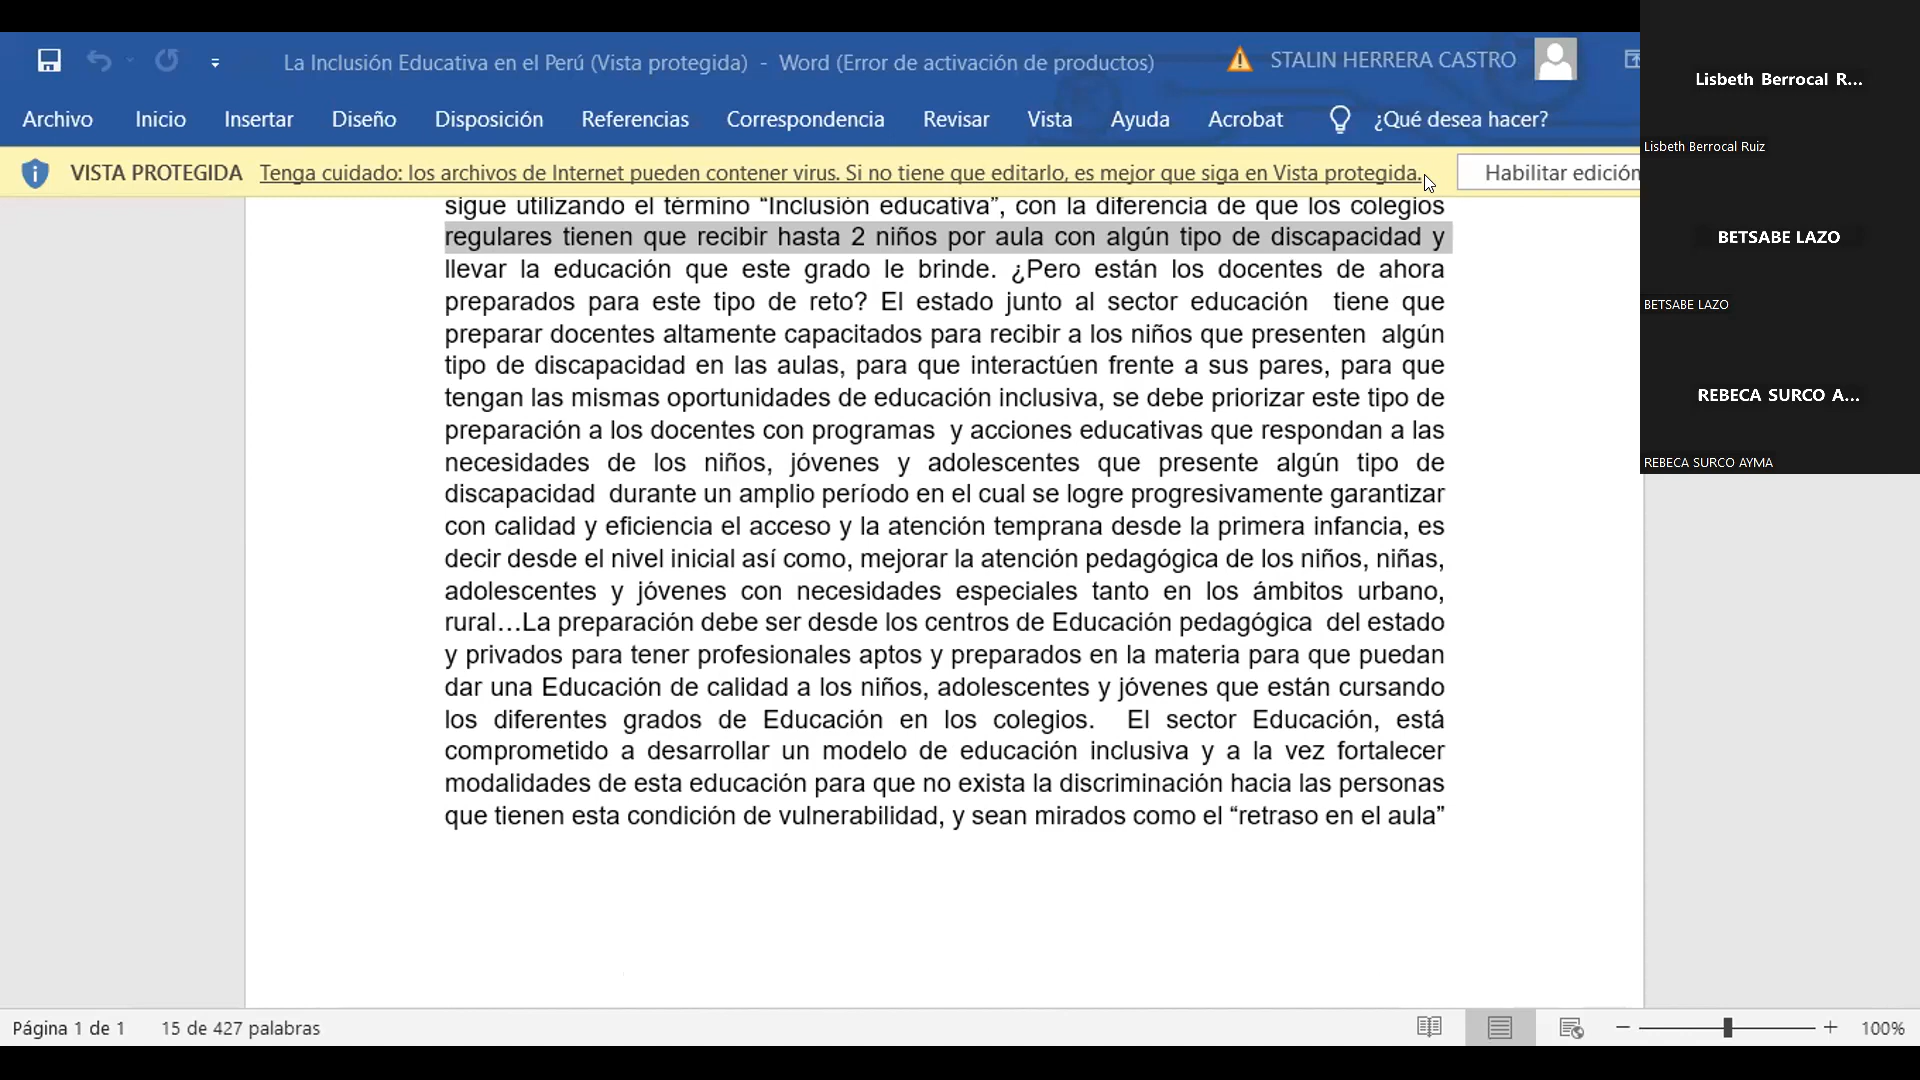 La Inclusión Educativa en el Perú (Vista protegida) - Word (Error de activación de productos)
STALIN HERRERA CASTRO
Archivo Inicio Insertar Diseño Disposición Referencias Correspondencia Revisar Vista Ayuda Acrobat ¿Qué desea hacer?
VISTA PROTEGIDA Tenga cuidado: los archivos de Internet pueden contener virus. Si no tiene que editarlo, es mejor que siga en Vista protegida. Habilitar edición
sigue utilizando el término “Inclusión educativa”, con la diferencia de que los colegios
regulares tienen que recibir hasta 2 niños por aula con algún tipo de discapacidad y
llevar la educación que este grado le brinde. ¿Pero están los docentes de ahora
preparados para este tipo de reto? El estado junto al sector educación tiene que
preparar docentes altamente capacitados para recibir a los niños que presenten algún
tipo de discapacidad en las aulas, para que interactúen frente a sus pares, para que
tengan las mismas oportunidades de educación inclusiva, se debe priorizar este tipo de
preparación a los docentes con programas y acciones educativas que respondan a las
necesidades de los niños, jóvenes y adolescentes que presente algún tipo de
discapacidad durante un amplio período en el cual se logre progresivamente garantizar
con calidad y eficiencia el acceso y la atención temprana desde la primera infancia, es
decir desde el nivel inicial así como, mejorar la atención pedagógica de los niños, niñas,
adolescentes y jóvenes con necesidades especiales tanto en los ámbitos urbano,
rural…La preparación debe ser desde los centros de Educación pedagógica del estado
y privados para tener profesionales aptos y preparados en la materia para que puedan
dar una Educación de calidad a los niños, adolescentes y jóvenes que están cursando
los diferentes grados de Educación en los colegios. El sector Educación, está
comprometido a desarrollar un modelo de educación inclusiva y a la vez fortalecer
modalidades de esta educación para que no exista la discriminación hacia las personas
que tienen esta condición de vulnerabilidad, y sean mirados como el “retraso en el aula”
Página 1 de 1 15 de 427 palabras
100%
Lisbeth Berrocal R...
Lisbeth Berrocal Ruiz
BETSABE LAZO
BETSABE LAZO
REBECA SURCO A...
REBECA SURCO AYMA